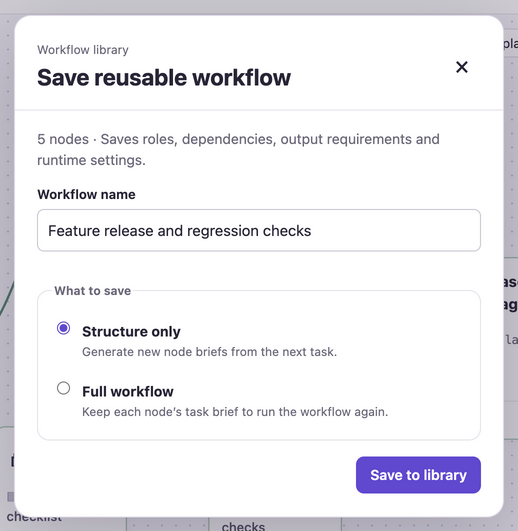 Workflow library
Save reusable workflow
5 nodes · Saves roles, dependencies, output requirements and
runtime settings.
Workflow name
Feature release and regression checks
What to save
Structure only
Generate new node briefs from the next task.
Full workflow
Keep each node's task brief to run the workflow again.
Save to library
checklist
checks